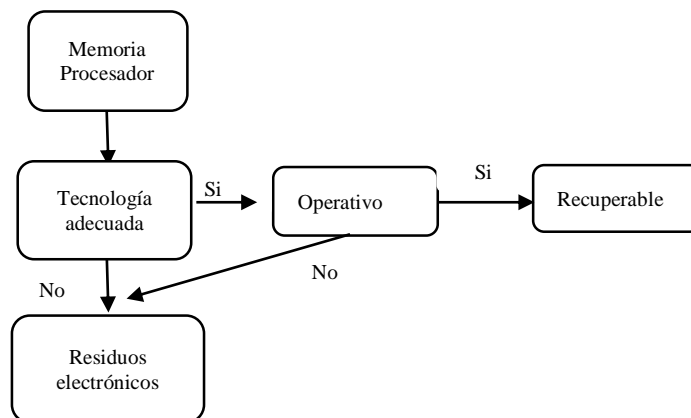 Memoria
Procesador
Tecnología
adecuada
Si
Operativo
Si
Recuperable
No
No
Residuos
electrónicos